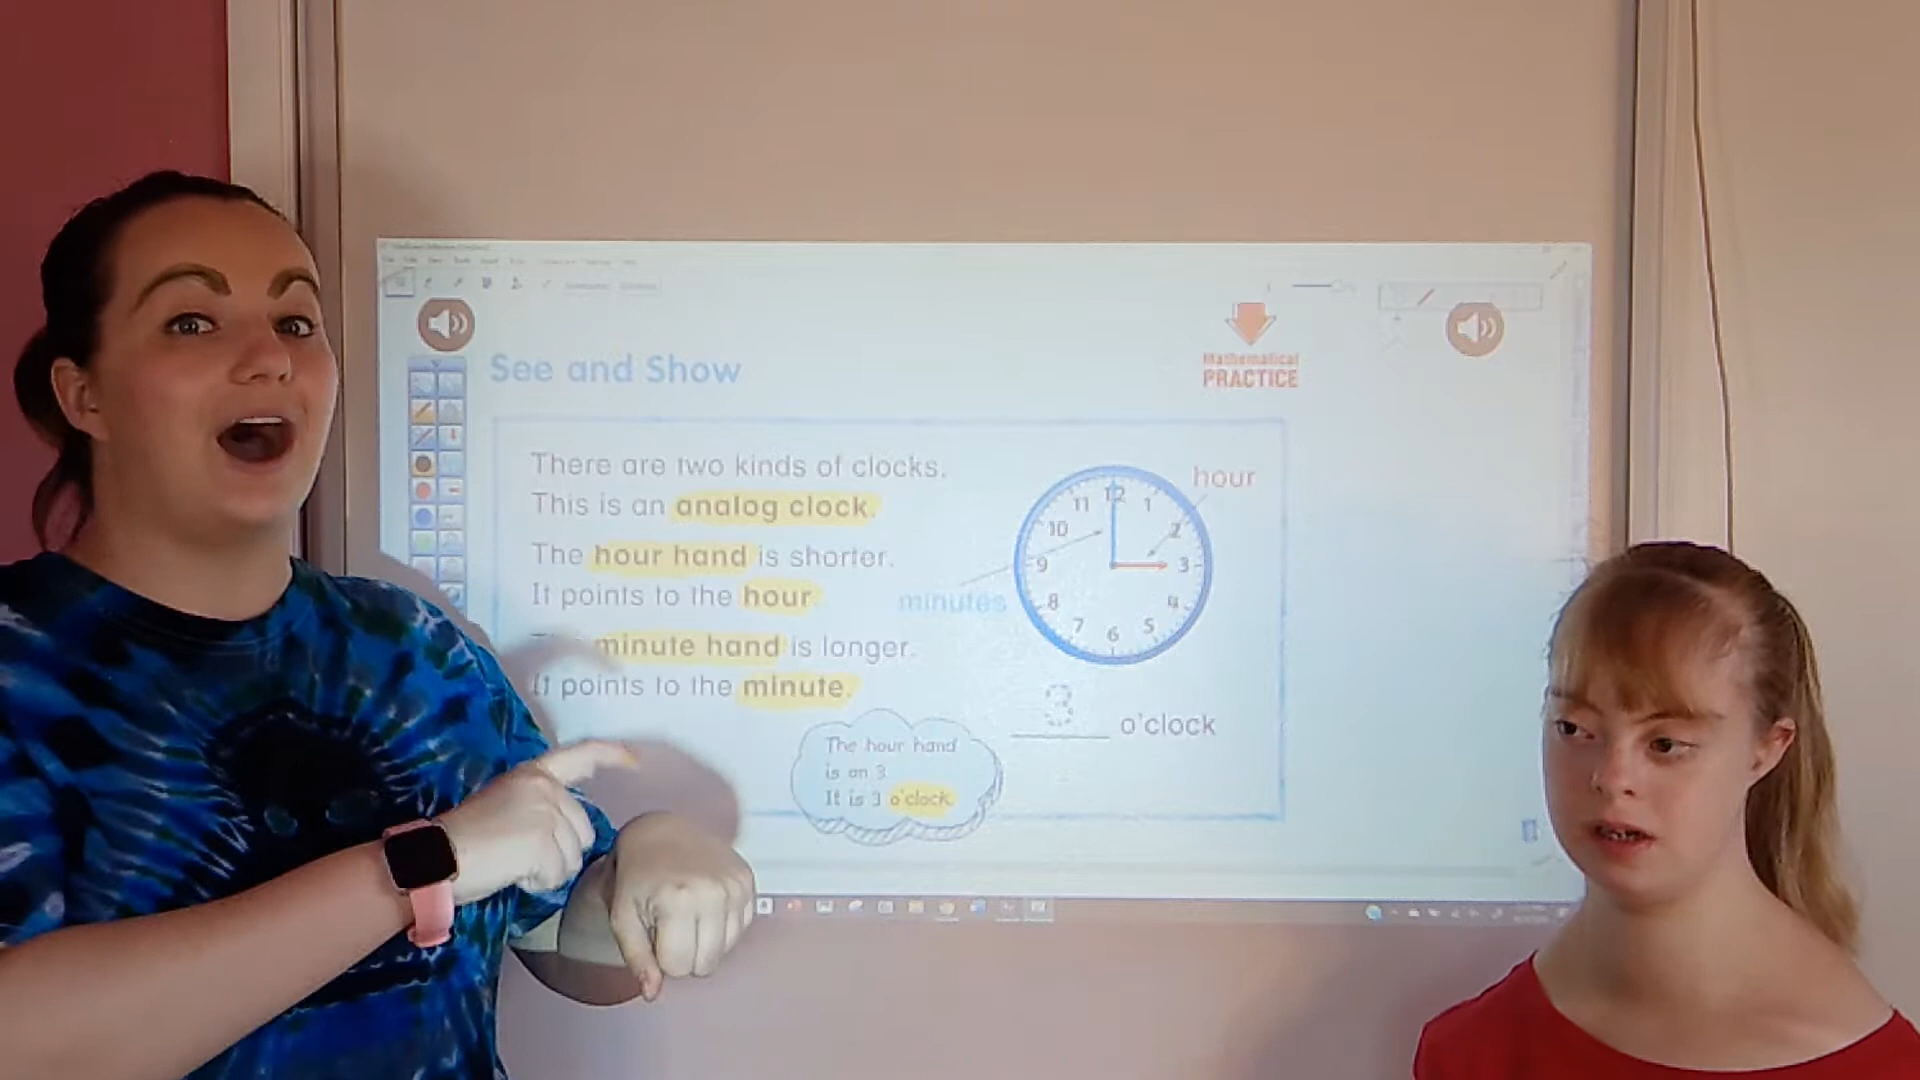 See and Show
Mathematical
PRACTICE
There are two kinds of clocks.
This is an analog clock.
The hour hand is shorter.
It points to the hour.
minute hand is longer.
It points to the minute.
hour
minutes
12
1
2
3
4
5
6
7
8
9
10
11
3 o'clock
The hour hand
is on 3.
It is 3 o'clock.